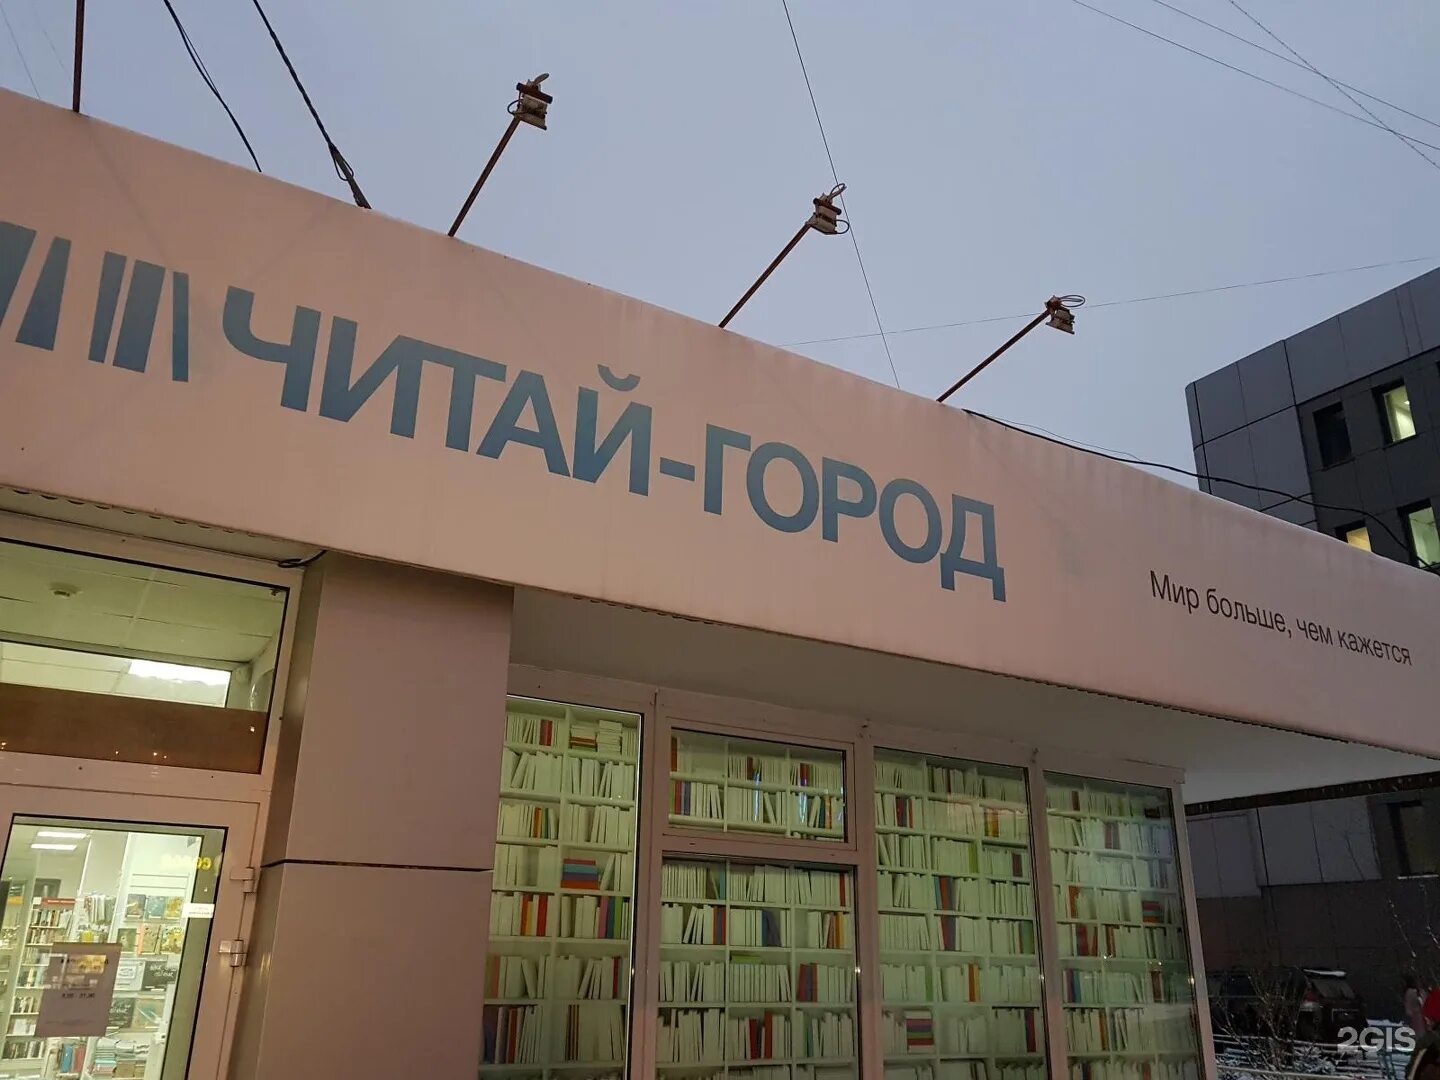 ЧИТАЙ-ГОРОД
Мир больше, чем кажется
2GIS